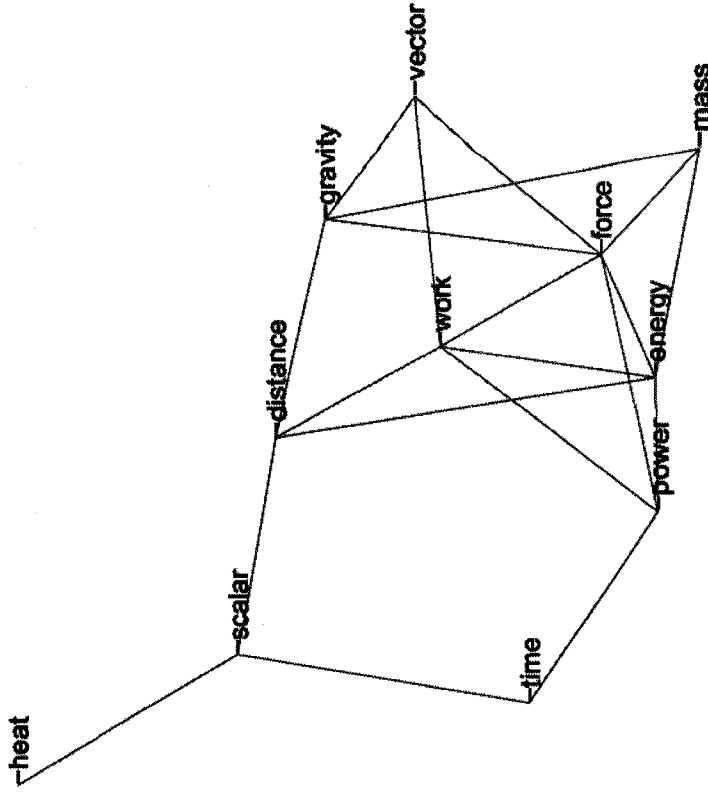 heat
scalar
distance
gravity
vector
work
time
force
energy
power
mass